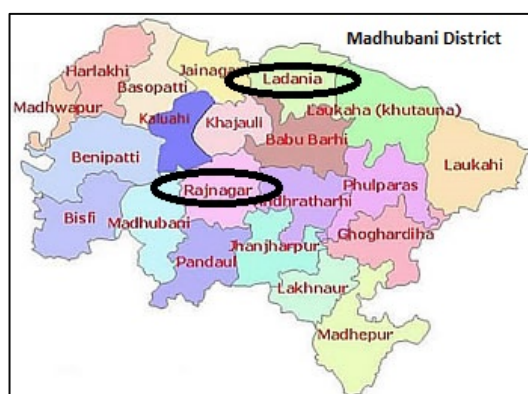 Madhubani District
Harlakhi
Jainagar
Ladania
Madhwapur
Basopatti
Laukaha (khutauna)
Kaluahi
Khajauli
Babu Barhi
Benipatti
Laukahi
Rajnagar
Phulparas
Bisfi
Madhubani
Jhanjharpur
Ghoghardiha
Pandaul
Lakhnaur
Madhepur